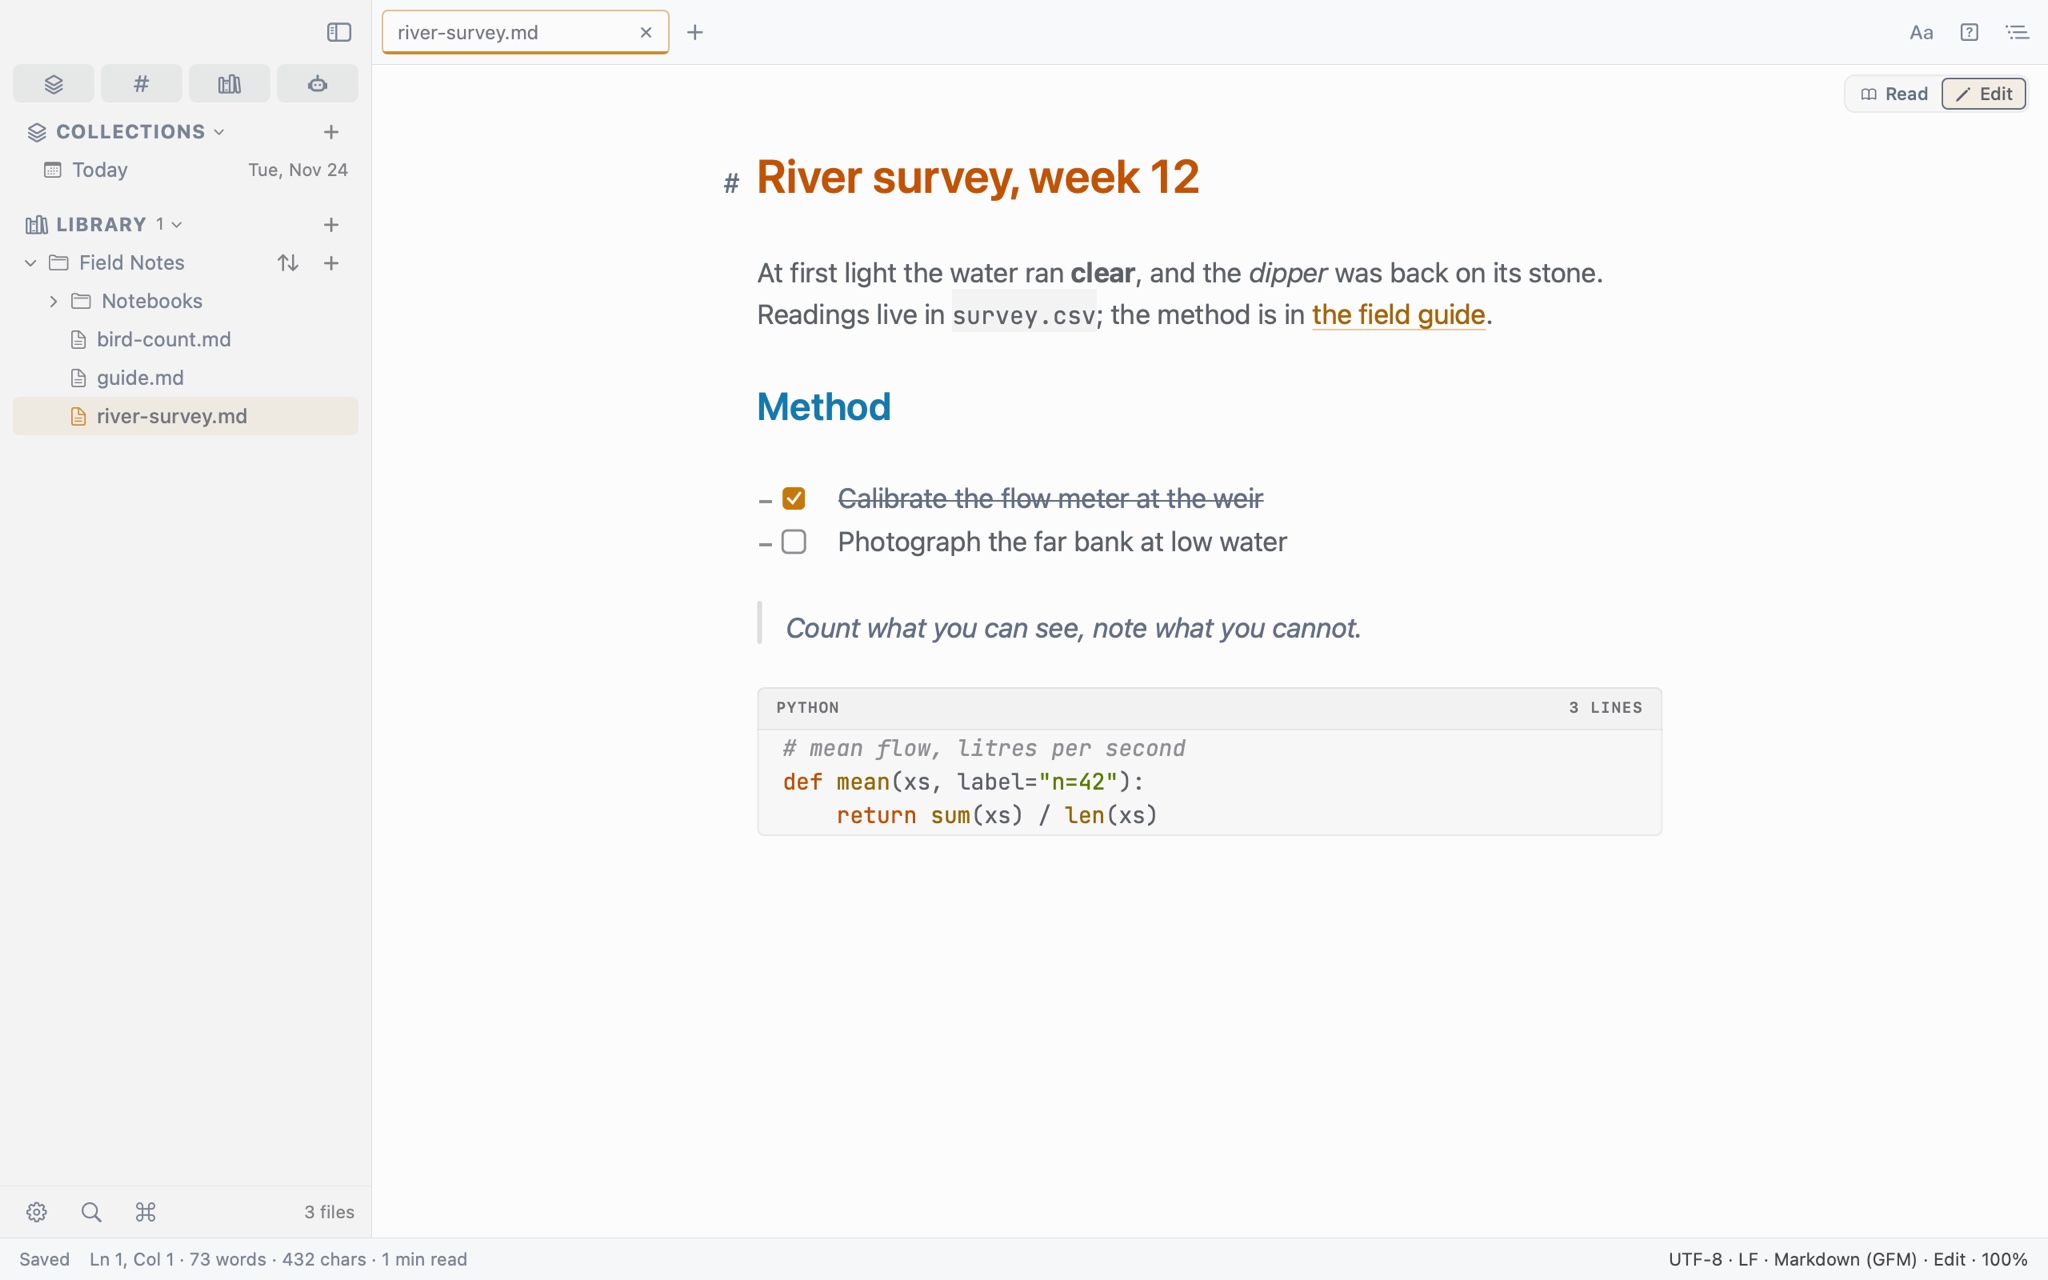 river-survey.md
Aa
Read
Edit
COLLECTIONS
Today Tue, Nov 24
LIBRARY 1
Field Notes
Notebooks
bird-count.md
guide.md
river-survey.md
3 files
# River survey, week 12
At first light the water ran clear, and the dipper was back on its stone.
Readings live in survey.csv; the method is in the field guide.
Method
– Calibrate the flow meter at the weir
– Photograph the far bank at low water
Count what you can see, note what you cannot.
PYTHON 3 LINES
# mean flow, litres per second
def mean(xs, label="n=42"):
    return sum(xs) / len(xs)
Saved Ln 1, Col 1 · 73 words · 432 chars · 1 min read
UTF-8 · LF · Markdown (GFM) · Edit · 100%